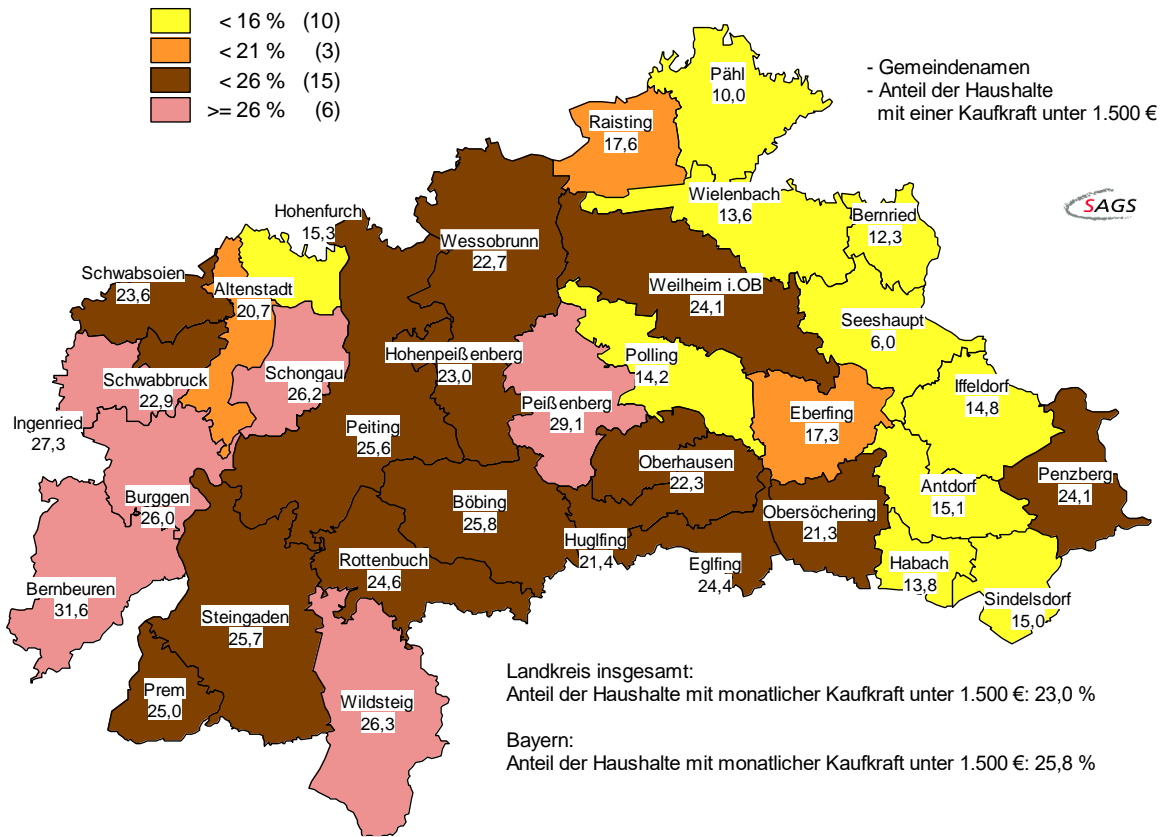 < 16 % (10)
< 21 % (3)
< 26 % (15)
>= 26 % (6)
- Gemeindenamen
- Anteil der Haushalte
mit einer Kaufkraft unter 1.500 €
SAGS
Pähl
10,0
Raisting
17,6
Wielenbach
13,6
Bernried
12,3
Hohenfurch
15,3
Wessobrunn
22,7
Schwabsoien
23,6
Altenstadt
20,7
Weilheim i.OB
24,1
Seeshaupt
6,0
Hohenpeißenberg
23,0
Polling
14,2
Schwabbruck
22,9
Schongau
26,2
Iffeldorf
14,8
Peißenberg
29,1
Eberfing
17,3
Ingenried
27,3
Peiting
25,6
Oberhausen
22,3
Penzberg
24,1
Burggen
26,0
Böbing
25,8
Antdorf
15,1
Obersöchering
21,3
Huglfing
21,4
Rottenbuch
24,6
Eglfing
24,4
Habach
13,8
Bernbeuren
31,6
Sindelsdorf
15,0
Steingaden
25,7
Prem
25,0
Wildsteig
26,3
Landkreis insgesamt:
Anteil der Haushalte mit monatlicher Kaufkraft unter 1.500 €: 23,0 %
Bayern:
Anteil der Haushalte mit monatlicher Kaufkraft unter 1.500 €: 25,8 %